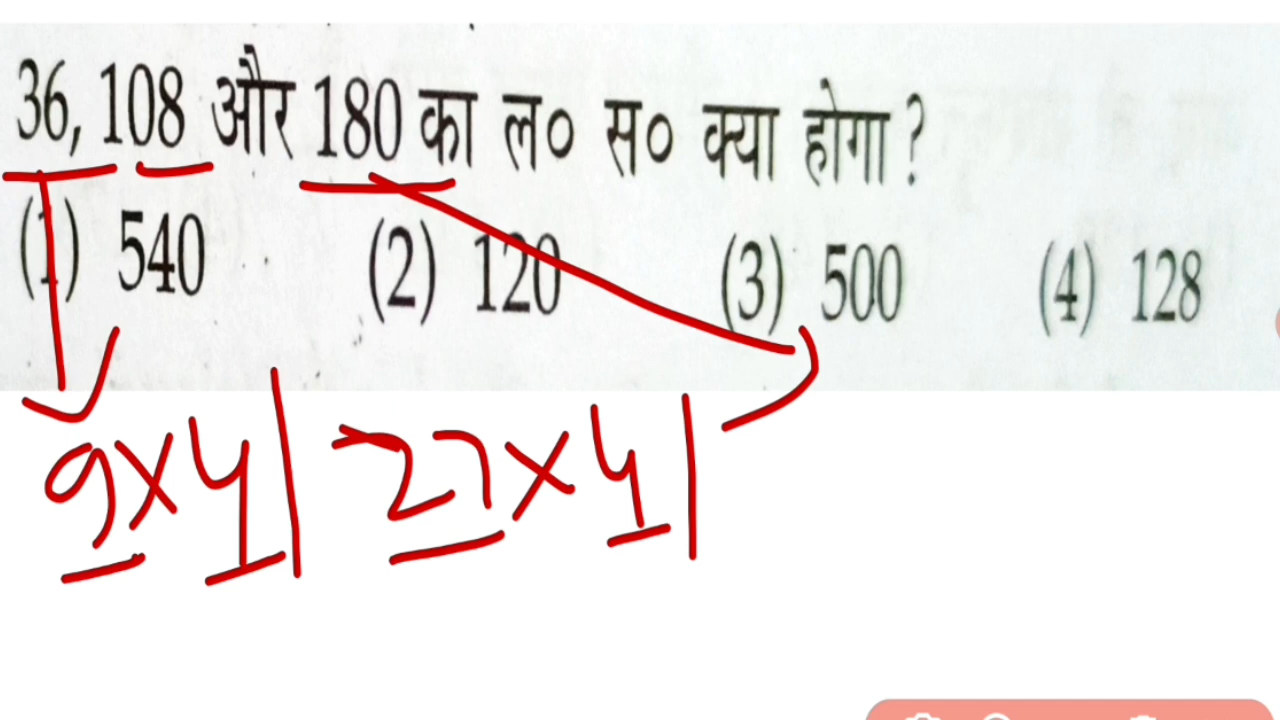 36, 108 और 180 का ल० स० क्या होगा ?
(1) 540 (2) 120 (3) 500 (4) 128
9×4| 27×4|